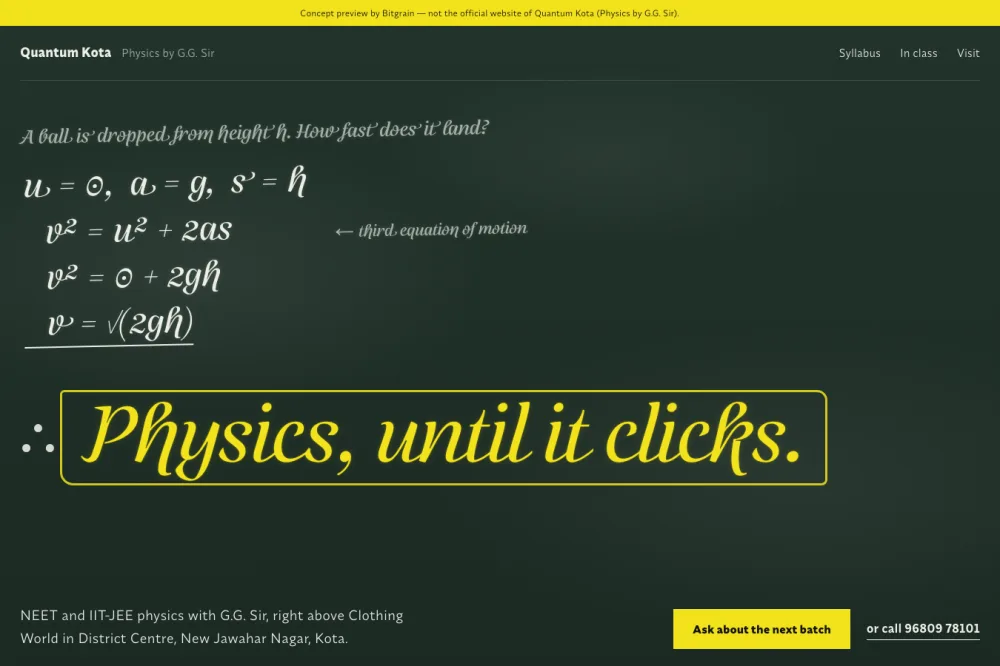 Concept preview by Bitgrain — not the official website of Quantum Kota (Physics by G.G. Sir).
Quantum Kota Physics by G.G. Sir Syllabus In class Visit
A ball is dropped from height h. How fast does it land?
u = 0, a = g, s = h
v² = u² + 2as ← third equation of motion
v² = 0 + 2gh
v = √(2gh)
∴ Physics, until it clicks.
NEET and IIT-JEE physics with G.G. Sir, right above Clothing
World in District Centre, New Jawahar Nagar, Kota.
Ask about the next batch or call 96809 78101